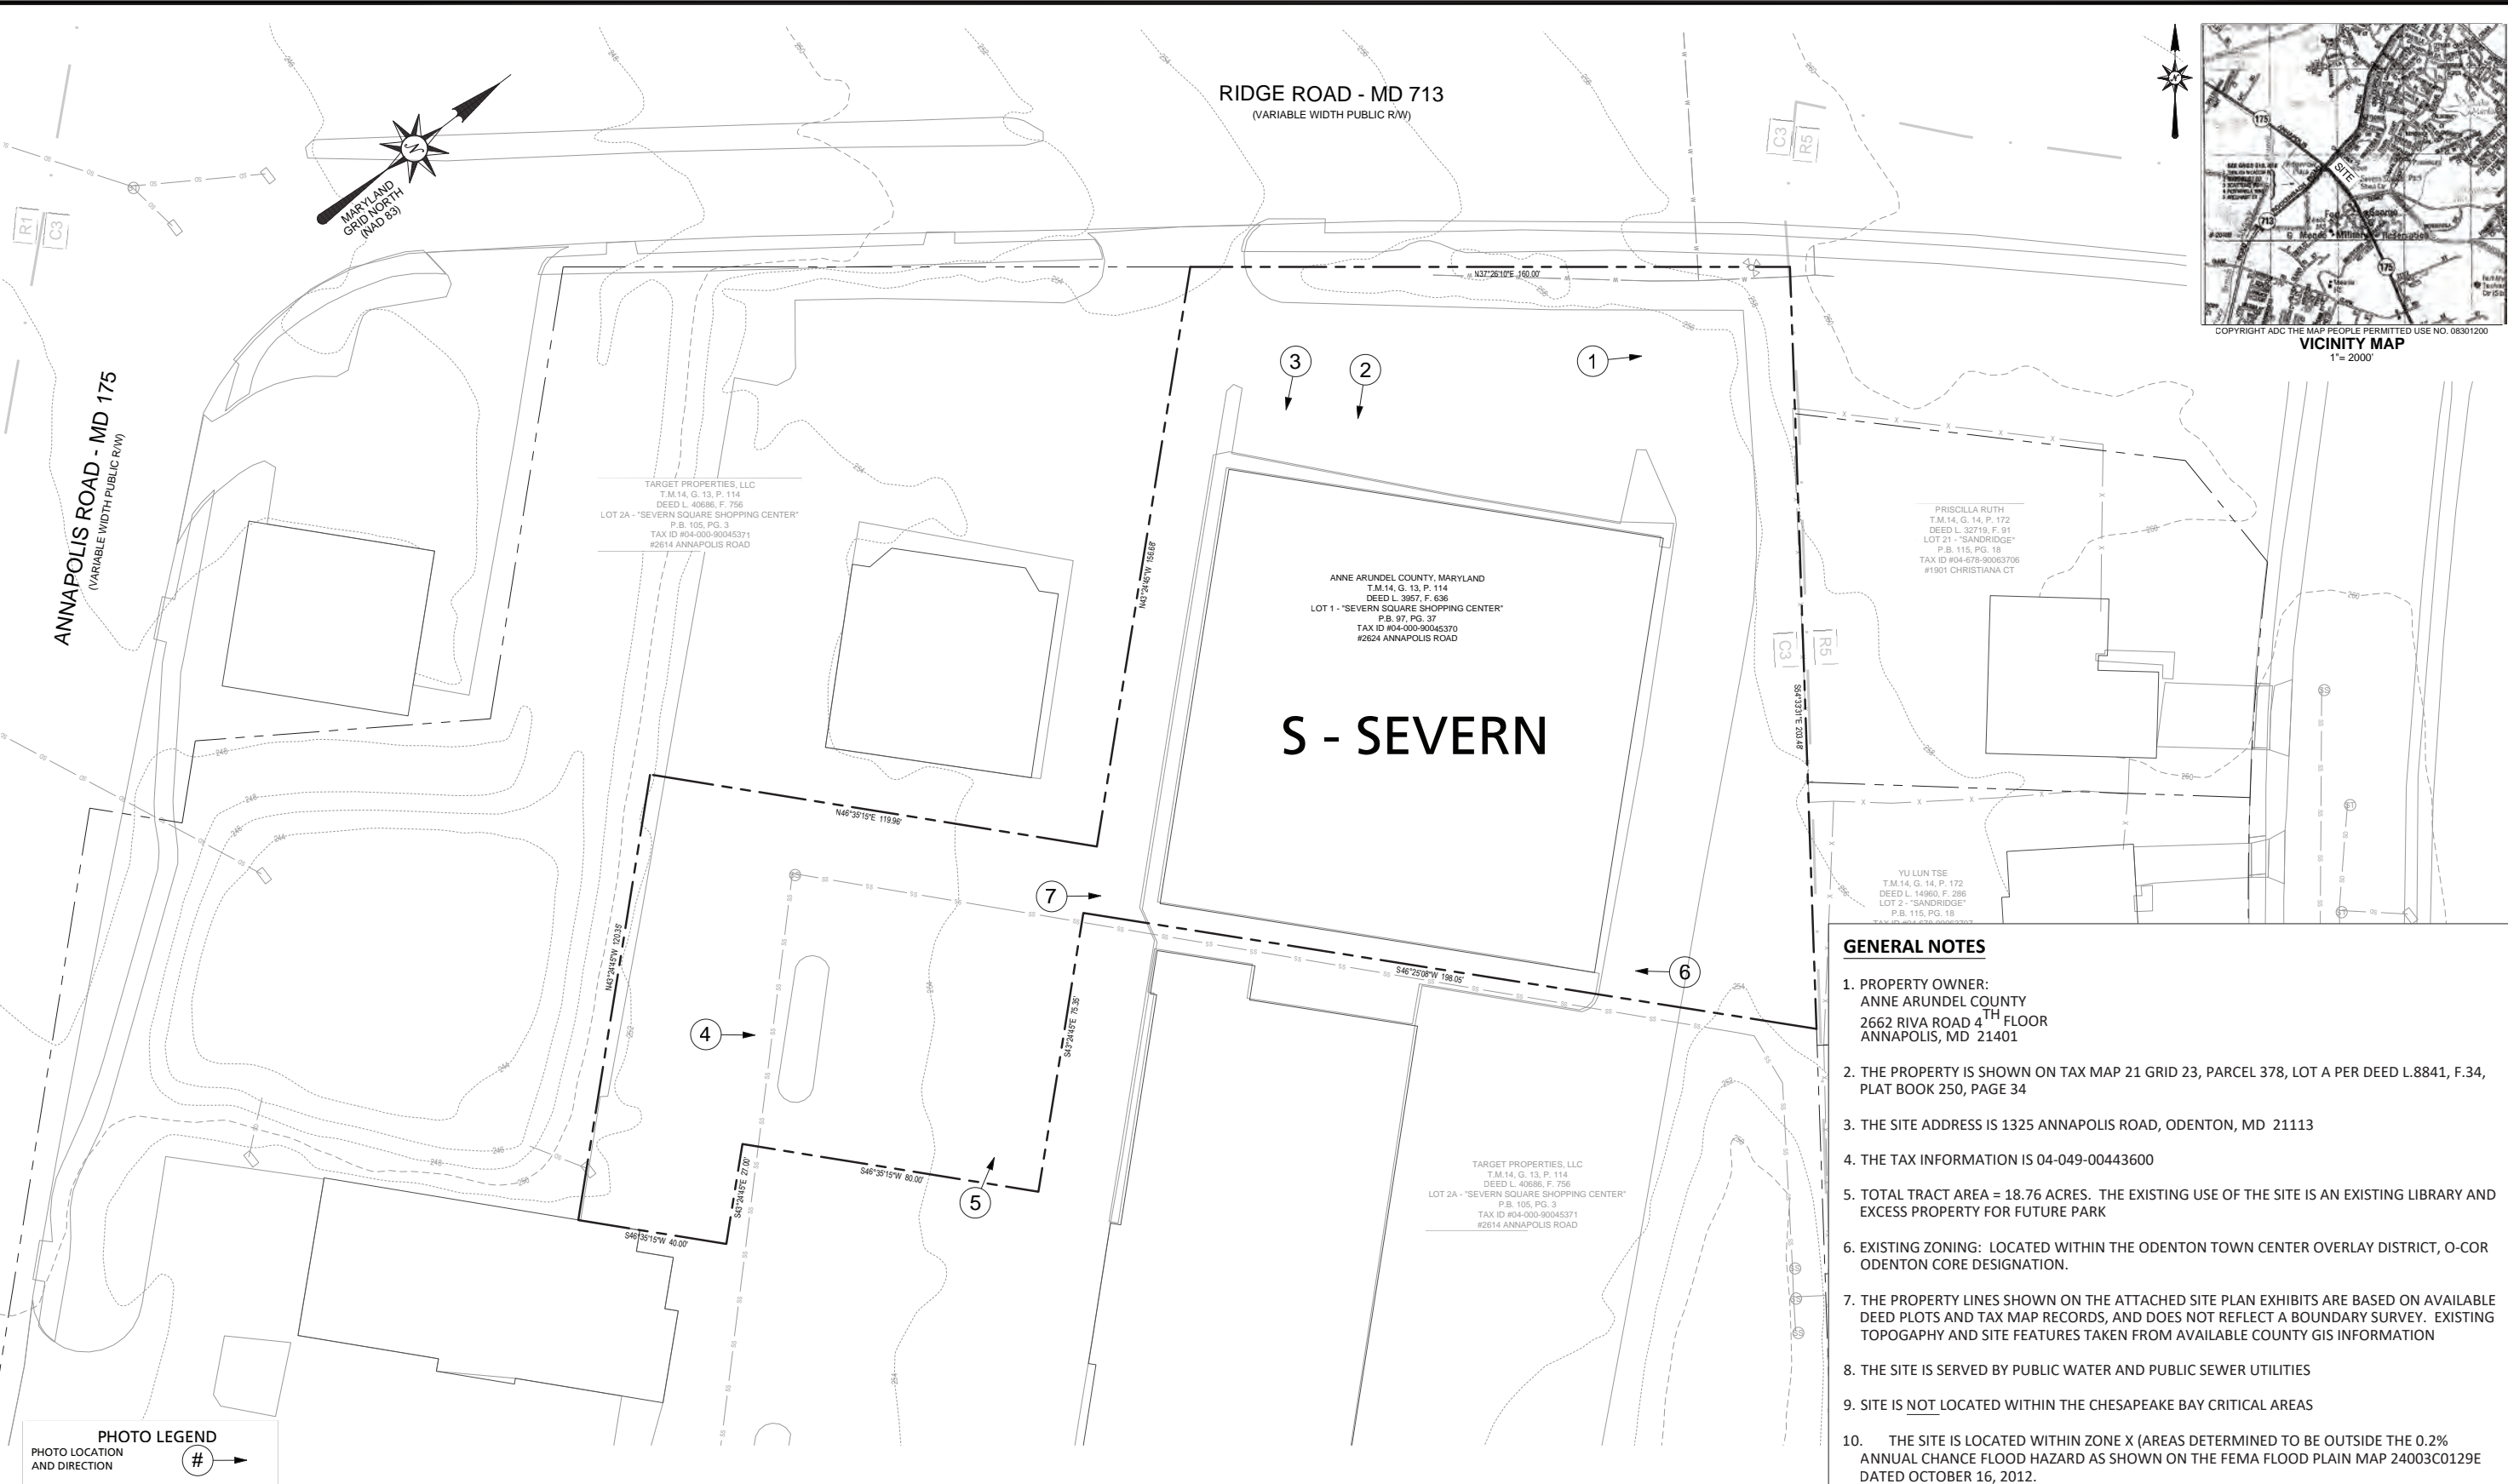 RIDGE ROAD - MD 713
(VARIABLE WIDTH PUBLIC R/W)
MARYLAND
GRID NORTH
(NAD 83)
N
R1
C3
C3
R5
COPYRIGHT ADC THE MAP PEOPLE PERMITTED USE NO. 08301200
VICINITY MAP
1"= 2000'
175
SITE
713
175
ANNAPOLIS ROAD - MD 175
(VARIABLE WIDTH PUBLIC R/W)
N37°26'10"E 160.00'
3
2
1
TARGET PROPERTIES, LLC
T.M.14, G. 13, P. 114
DEED L. 40686, F. 756
LOT 2A - "SEVERN SQUARE SHOPPING CENTER"
P.B. 105, PG. 3
TAX ID #04-000-90045371
#2614 ANNAPOLIS ROAD
N43°24'45"W 156.68'
ANNE ARUNDEL COUNTY, MARYLAND
T.M.14, G. 13, P. 114
DEED L. 3957, F. 636
LOT 1 - "SEVERN SQUARE SHOPPING CENTER"
P.B. 97, PG. 37
TAX ID #04-000-90045370
#2624 ANNAPOLIS ROAD
PRISCILLA RUTH
T.M.14, G. 14, P. 172
DEED L. 32719, F. 91
LOT 21 - "SANDRIDGE"
P.B. 115, PG. 18
TAX ID #04-678-90063706
#1901 CHRISTIANA CT
C3
R5
S - SEVERN
S54°33'31"E 203.48'
N46°35'15"E 119.96'
7
YU LUN TSE
T.M.14, G. 14, P. 172
DEED L. 14960, F. 286
LOT 2 - "SANDRIDGE"
P.B. 115, PG. 18
N43°24'45"W 120.35'
S46°25'08"W 198.05'
6
4
S43°24'45"E 75.35'
S46°35'15"W 80.00'
5
S43°24'45"E 27.00'
S46°35'15"W 40.00'
TARGET PROPERTIES, LLC
T.M.14, G. 13, P. 114
DEED L. 40686, F. 756
LOT 2A - "SEVERN SQUARE SHOPPING CENTER"
P.B. 105, PG. 3
TAX ID #04-000-90045371
#2614 ANNAPOLIS ROAD
GENERAL NOTES
1. PROPERTY OWNER:
ANNE ARUNDEL COUNTY
2662 RIVA ROAD 4TH FLOOR
ANNAPOLIS, MD 21401
2. THE PROPERTY IS SHOWN ON TAX MAP 21 GRID 23, PARCEL 378, LOT A PER DEED L.8841, F.34,
PLAT BOOK 250, PAGE 34
3. THE SITE ADDRESS IS 1325 ANNAPOLIS ROAD, ODENTON, MD 21113
4. THE TAX INFORMATION IS 04-049-00443600
5. TOTAL TRACT AREA = 18.76 ACRES. THE EXISTING USE OF THE SITE IS AN EXISTING LIBRARY AND
EXCESS PROPERTY FOR FUTURE PARK
6. EXISTING ZONING: LOCATED WITHIN THE ODENTON TOWN CENTER OVERLAY DISTRICT, O-COR
ODENTON CORE DESIGNATION.
7. THE PROPERTY LINES SHOWN ON THE ATTACHED SITE PLAN EXHIBITS ARE BASED ON AVAILABLE
DEED PLOTS AND TAX MAP RECORDS, AND DOES NOT REFLECT A BOUNDARY SURVEY. EXISTING
TOPOGAPHY AND SITE FEATURES TAKEN FROM AVAILABLE COUNTY GIS INFORMATION
8. THE SITE IS SERVED BY PUBLIC WATER AND PUBLIC SEWER UTILITIES
9. SITE IS NOT LOCATED WITHIN THE CHESAPEAKE BAY CRITICAL AREAS
10. THE SITE IS LOCATED WITHIN ZONE X (AREAS DETERMINED TO BE OUTSIDE THE 0.2%
ANNUAL CHANCE FLOOD HAZARD AS SHOWN ON THE FEMA FLOOD PLAIN MAP 24003C0129E
DATED OCTOBER 16, 2012.
PHOTO LEGEND
PHOTO LOCATION
AND DIRECTION
#